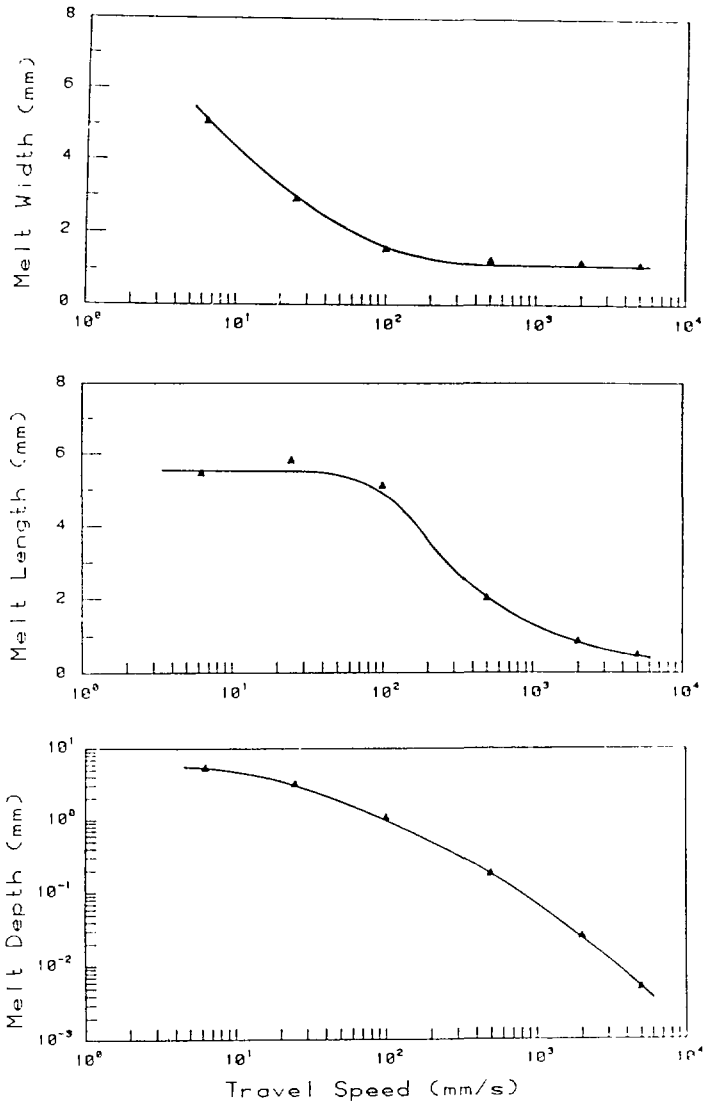 8
6
4
2
0
Melt Width (mm)
10⁰ 10¹ 10² 10³ 10⁴
8
6
4
2
0
Melt Length (mm)
10⁰ 10¹ 10² 10³ 10⁴
10¹
10⁰
10⁻¹
10⁻²
10⁻³
Melt Depth (mm)
10⁰ 10¹ 10² 10³ 10⁴
Travel Speed (mm/s)